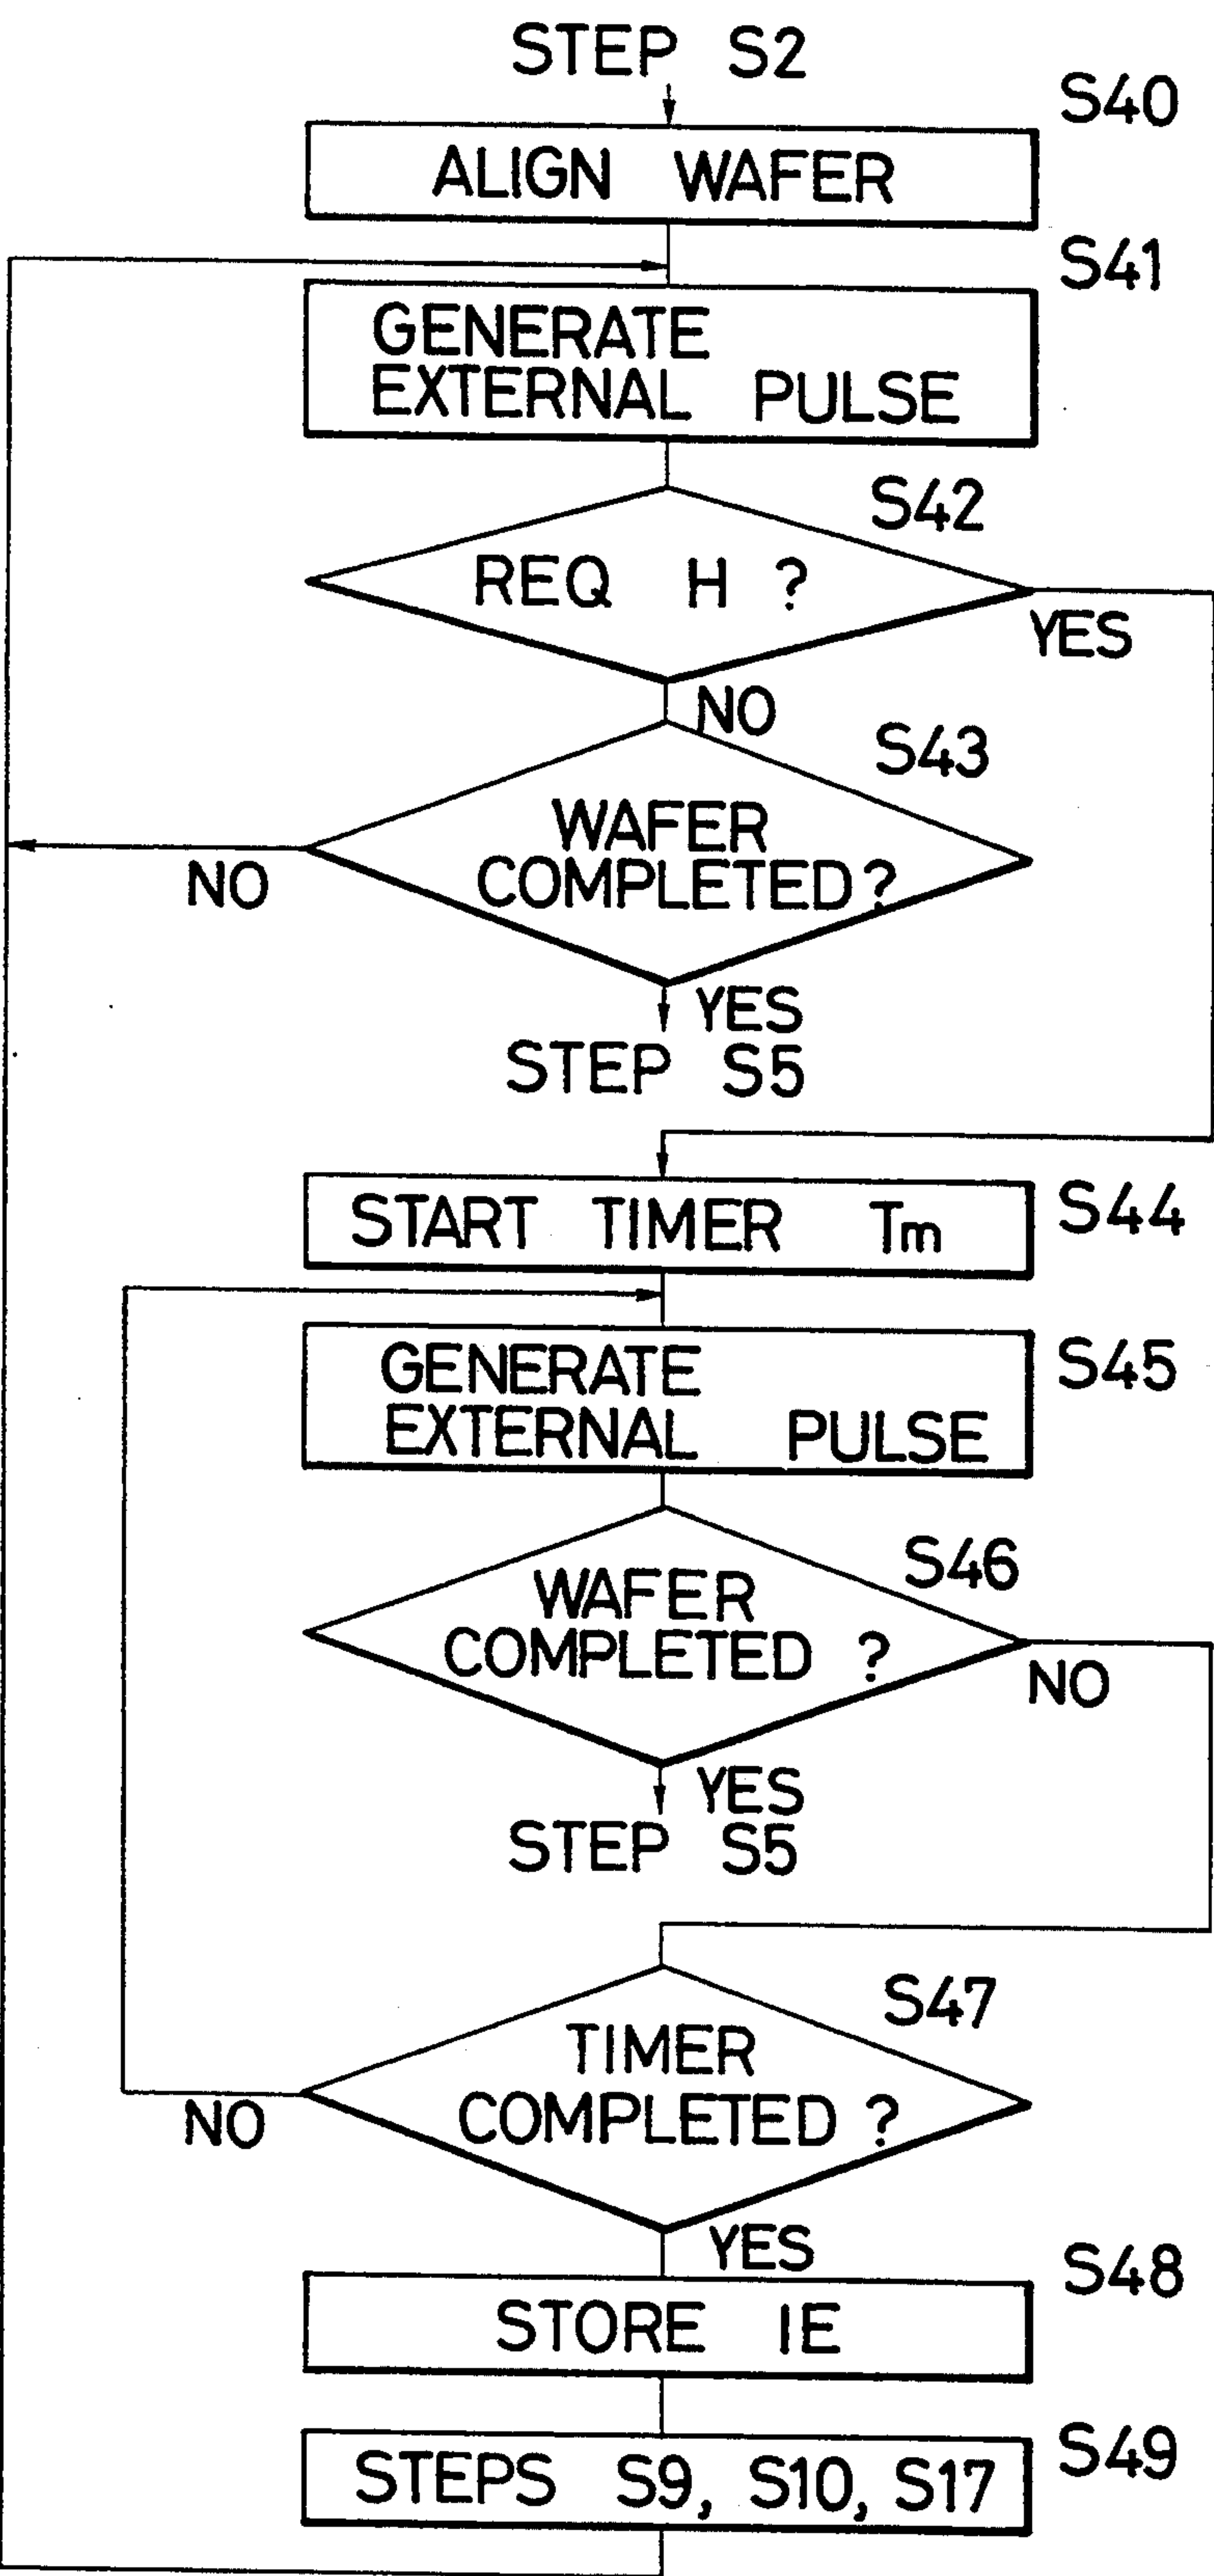 STEP S2
S40
ALIGN WAFER
S41
GENERATE
EXTERNAL PULSE
S42
REQ H ?
YES
NO
S43
WAFER
COMPLETED?
NO
YES
STEP S5
START TIMER Tm
S44
GENERATE
EXTERNAL PULSE
S45
S46
WAFER
COMPLETED ?
NO
YES
STEP S5
S47
TIMER
COMPLETED ?
NO
YES
S48
STORE IE
S49
STEPS S9, S10, S17